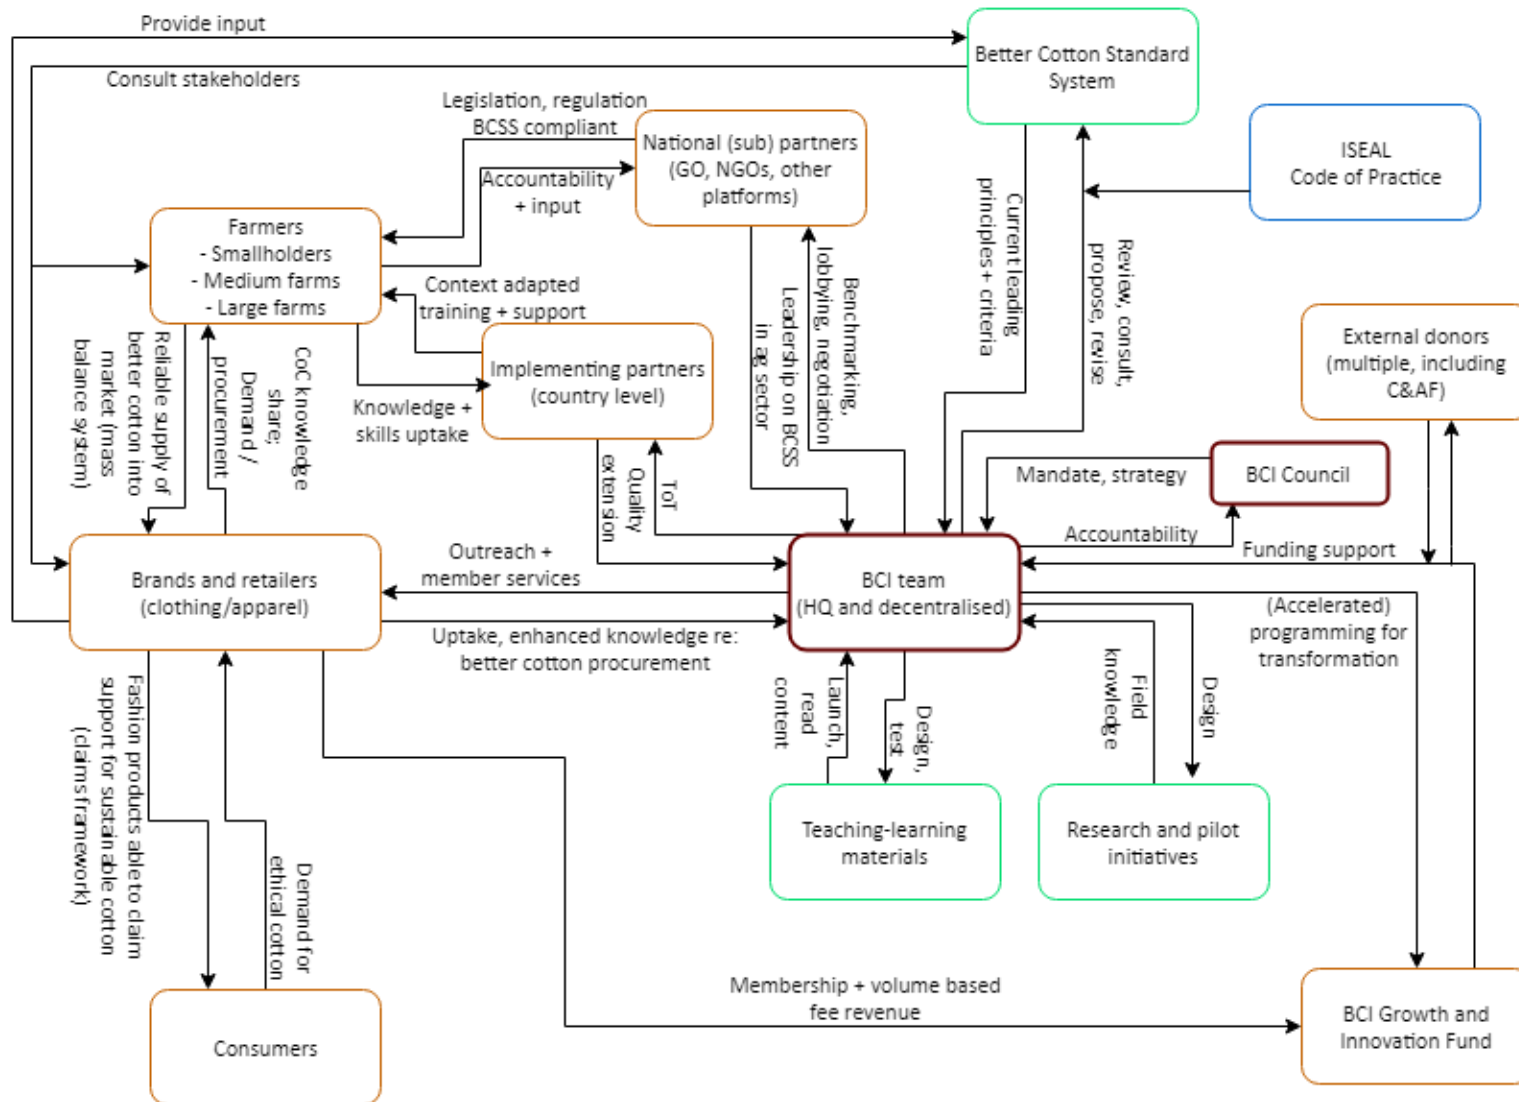 Provide input
Consult stakeholders
Better Cotton Standard
System
Legislation, regulation
BCSS compliant
National (sub) partners
(GO, NGOs, other
platforms)
ISEAL
Code of Practice
Accountability
+ input
Farmers
- Smallholders
- Medium farms
- Large farms
Current leading
principles + criteria
Review, consult,
propose, revise
Context adapted
training + support
Benchmarking,
lobbying, negotiation
Leadership on BCSS
in ag sector
External donors
(multiple, including
C&AF)
Implementing partners
(country level)
Reliable supply of
better cotton into
market (mass
balance system)
CoC knowledge
share;
Demand /
procurement
Knowledge +
skills uptake
ToT
Quality
extension
Mandate, strategy
BCI Council
Accountability
Funding support
Outreach +
member services
Brands and retailers
(clothing/apparel)
BCI team
(HQ and decentralised)
(Accelerated)
programming for
transformation
Uptake, enhanced knowledge re:
better cotton procurement
Fashion products able to claim
support for sustainable cotton
(claims framework)
Launch,
read
content
Design,
test
Field
knowledge
Design
Teaching-learning
materials
Research and pilot
initiatives
Demand for
ethical cotton
Membership + volume based
fee revenue
Consumers
BCI Growth and
Innovation Fund